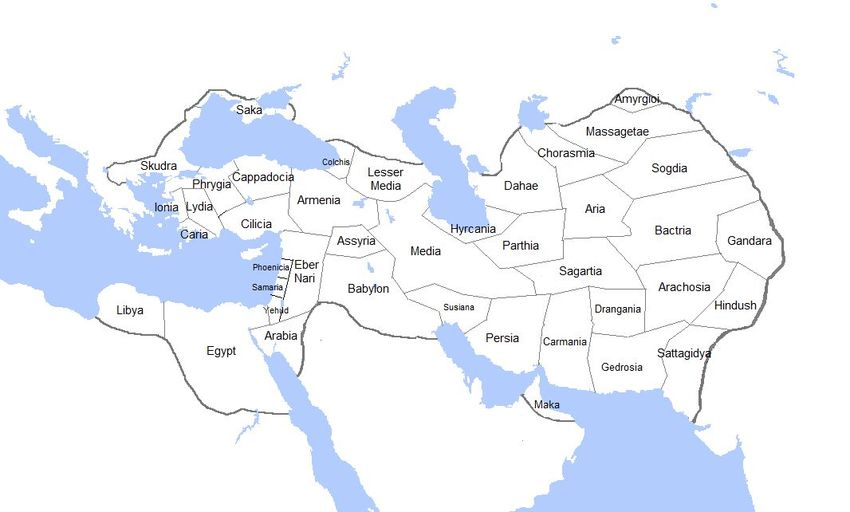 Amyrgioi
Saka
Massagetae
Chorasmia
Colchis
Skudra
Sogdia
Lesser
Media
Cappadocia
Phrygia
Dahae
Armenia
Ionia
Lydia
Aria
Cilicia
Hyrcania
Bactria
Caria
Assyria
Gandara
Parthia
Media
Phoenicia
Eber
Nari
Sagartia
Samaria
Babylon
Arachosia
Hindush
Susiana
Drangania
Libya
Yehud
Arabia
Persia
Carmania
Egypt
Sattagidya
Gedrosia
Maka